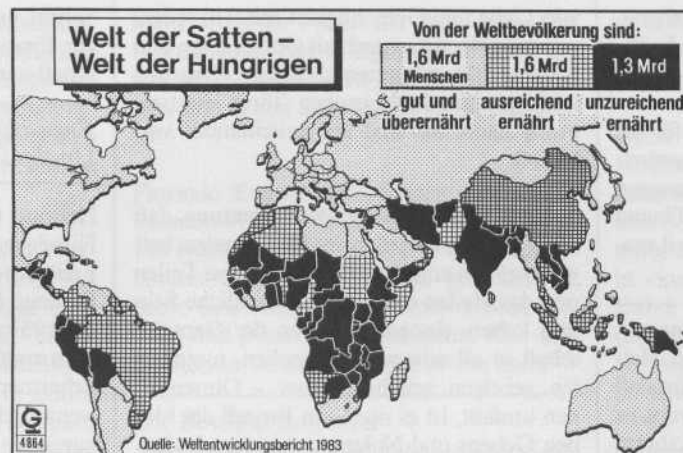 Welt der Satten –
Welt der Hungrigen
Von der Weltbevölkerung sind:
1,6 Mrd
Menschen
1,6 Mrd
1,3 Mrd
gut und
überernährt
ausreichend
ernährt
unzureichend
ernährt
G
4864
Quelle: Weltentwicklungsbericht 1983